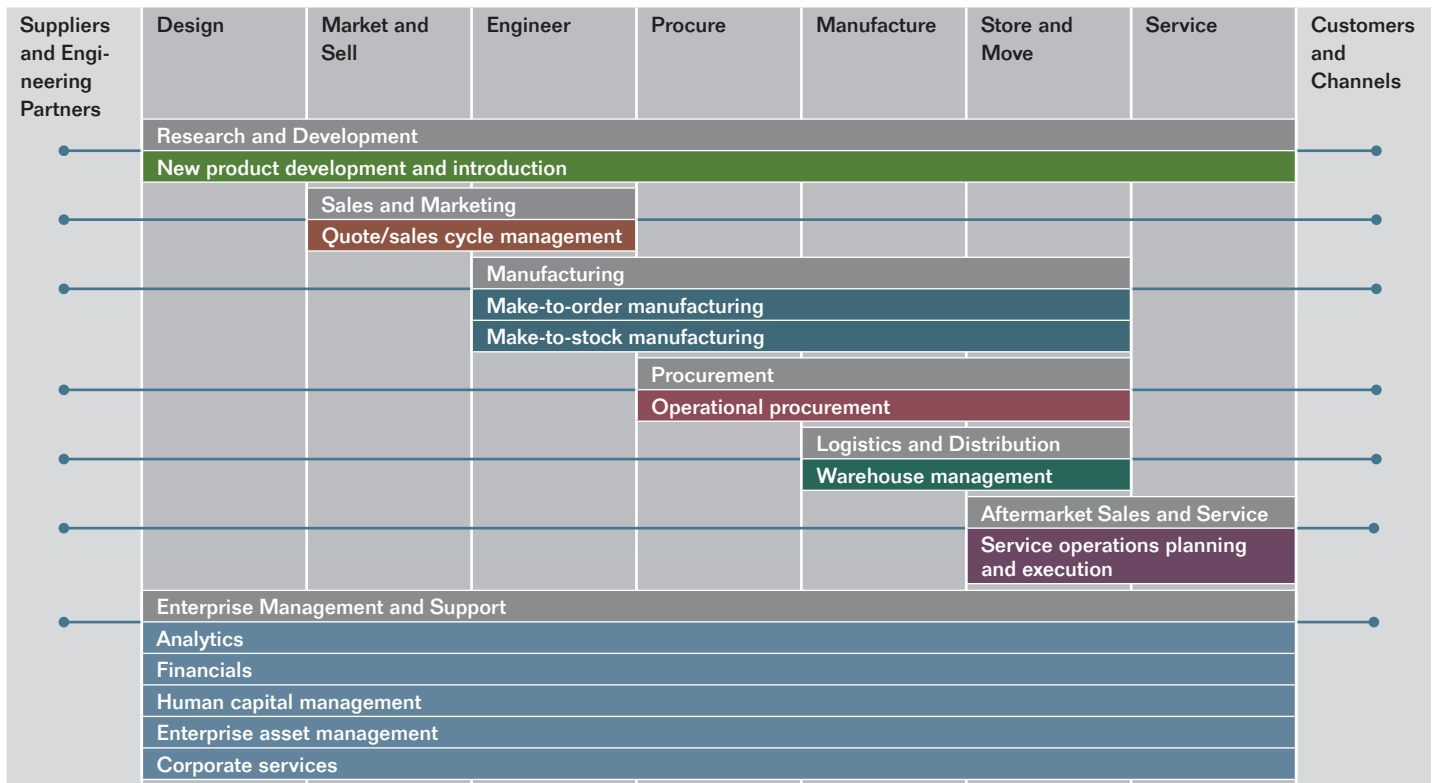 Suppliers
and Engi-
neering
Partners
Design
Market and
Sell
Engineer
Procure
Manufacture
Store and
Move
Service
Customers
and
Channels
Research and Development
New product development and introduction
Sales and Marketing
Quote/sales cycle management
Manufacturing
Make-to-order manufacturing
Make-to-stock manufacturing
Procurement
Operational procurement
Logistics and Distribution
Warehouse management
Aftermarket Sales and Service
Service operations planning
and execution
Enterprise Management and Support
Analytics
Financials
Human capital management
Enterprise asset management
Corporate services